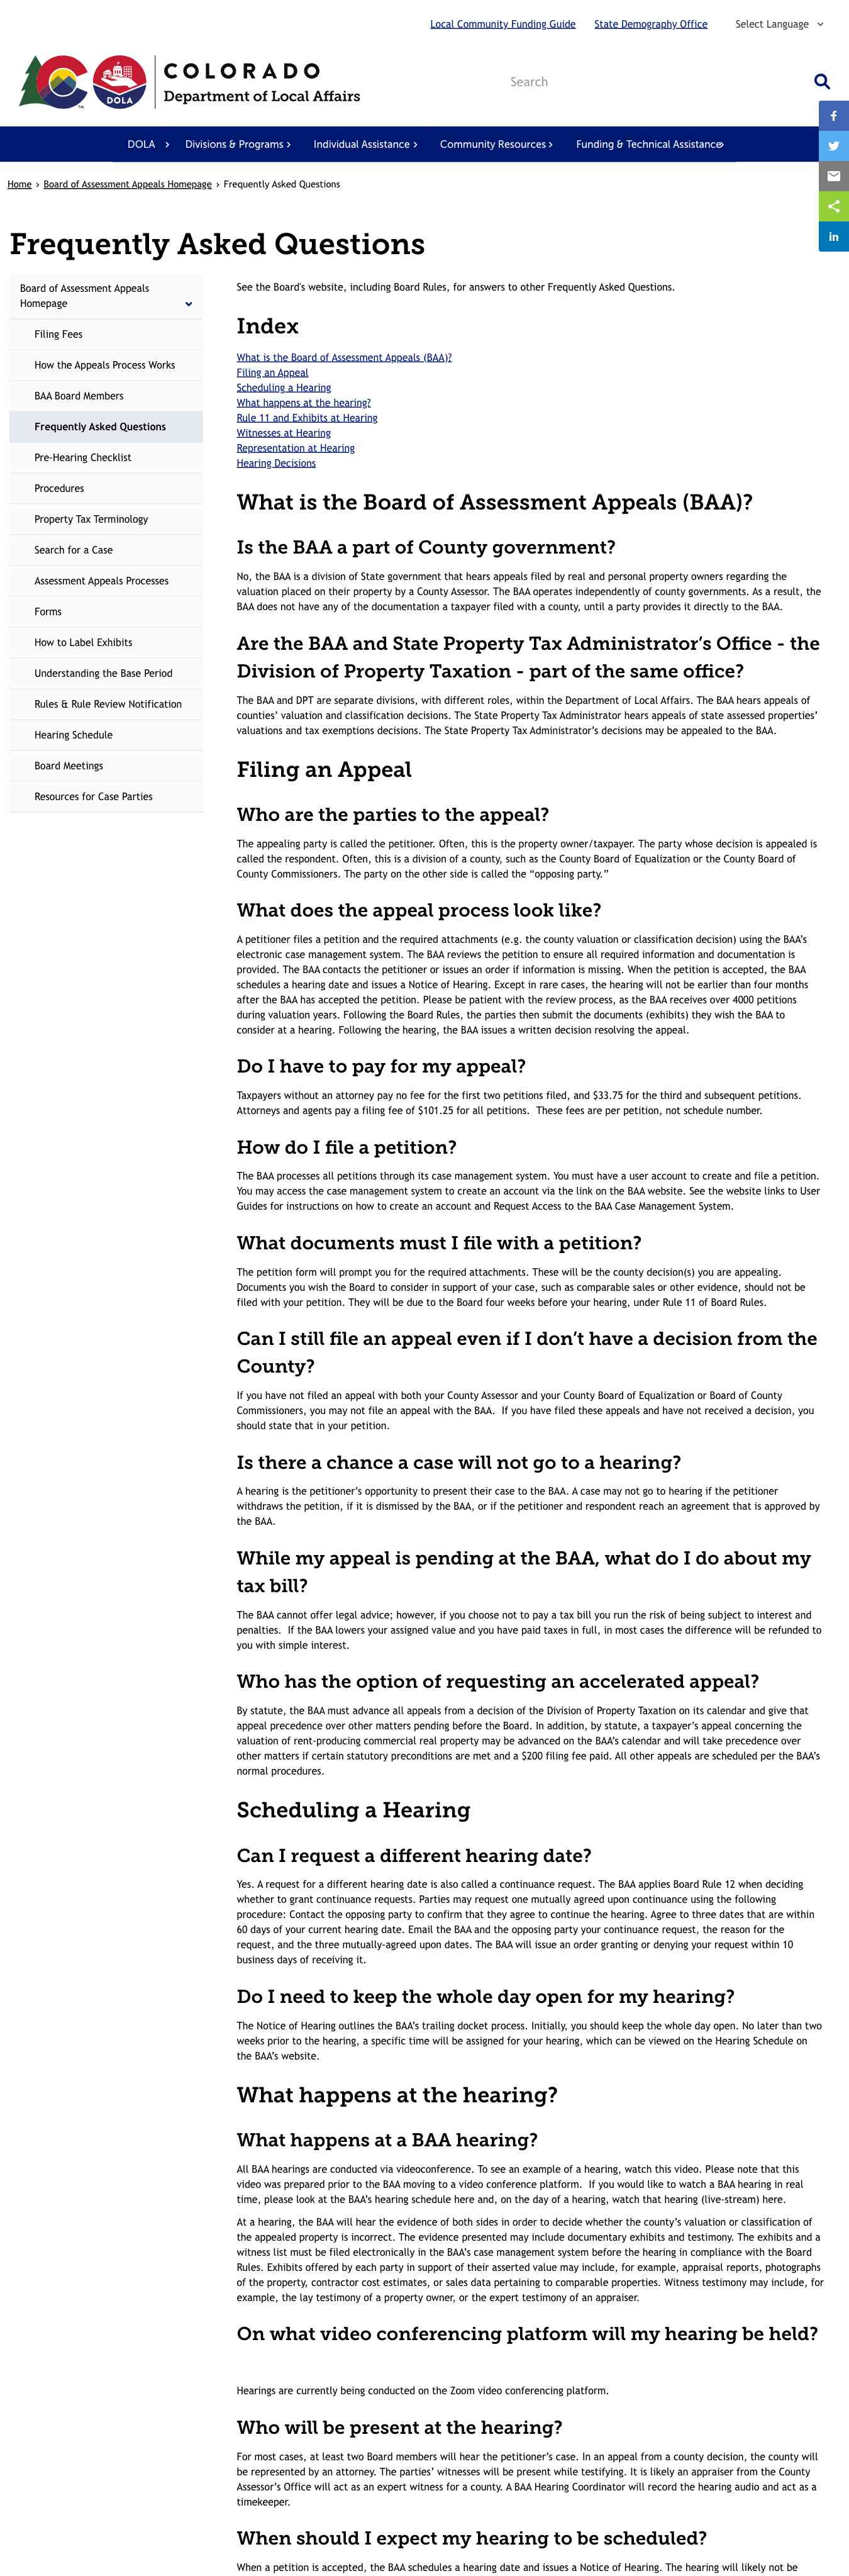 Local Community Funding Guide State Demography Office Select Language
COLORADO
Department of Local Affairs
DOLA
Search
DOLA Divisions & Programs Individual Assistance Community Resources Funding & Technical Assistance
Home › Board of Assessment Appeals Homepage › Frequently Asked Questions
Frequently Asked Questions
Board of Assessment Appeals
Homepage
Filing Fees
How the Appeals Process Works
BAA Board Members
Frequently Asked Questions
Pre-Hearing Checklist
Procedures
Property Tax Terminology
Search for a Case
Assessment Appeals Processes
Forms
How to Label Exhibits
Understanding the Base Period
Rules & Rule Review Notification
Hearing Schedule
Board Meetings
Resources for Case Parties
See the Board's website, including Board Rules, for answers to other Frequently Asked Questions.
Index
What is the Board of Assessment Appeals (BAA)?
Filing an Appeal
Scheduling a Hearing
What happens at the hearing?
Rule 11 and Exhibits at Hearing
Witnesses at Hearing
Representation at Hearing
Hearing Decisions
What is the Board of Assessment Appeals (BAA)?
Is the BAA a part of County government?
No, the BAA is a division of State government that hears appeals filed by real and personal property owners regarding the
valuation placed on their property by a County Assessor. The BAA operates independently of county governments. As a result, the
BAA does not have any of the documentation a taxpayer filed with a county, until a party provides it directly to the BAA.
Are the BAA and State Property Tax Administrator’s Office - the
Division of Property Taxation - part of the same office?
The BAA and DPT are separate divisions, with different roles, within the Department of Local Affairs. The BAA hears appeals of
counties’ valuation and classification decisions. The State Property Tax Administrator hears appeals of state assessed properties’
valuations and tax exemptions decisions. The State Property Tax Administrator’s decisions may be appealed to the BAA.
Filing an Appeal
Who are the parties to the appeal?
The appealing party is called the petitioner. Often, this is the property owner/taxpayer. The party whose decision is appealed is
called the respondent. Often, this is a division of a county, such as the County Board of Equalization or the County Board of
County Commissioners. The party on the other side is called the “opposing party.”
What does the appeal process look like?
A petitioner files a petition and the required attachments (e.g. the county valuation or classification decision) using the BAA’s
electronic case management system. The BAA reviews the petition to ensure all required information and documentation is
provided. The BAA contacts the petitioner or issues an order if information is missing. When the petition is accepted, the BAA
schedules a hearing date and issues a Notice of Hearing. Except in rare cases, the hearing will not be earlier than four months
after the BAA has accepted the petition. Please be patient with the review process, as the BAA receives over 4000 petitions
during valuation years. Following the Board Rules, the parties then submit the documents (exhibits) they wish the BAA to
consider at a hearing. Following the hearing, the BAA issues a written decision resolving the appeal.
Do I have to pay for my appeal?
Taxpayers without an attorney pay no fee for the first two petitions filed, and $33.75 for the third and subsequent petitions.
Attorneys and agents pay a filing fee of $101.25 for all petitions.  These fees are per petition, not schedule number.
How do I file a petition?
The BAA processes all petitions through its case management system. You must have a user account to create and file a petition.
You may access the case management system to create an account via the link on the BAA website. See the website links to User
Guides for instructions on how to create an account and Request Access to the BAA Case Management System.
What documents must I file with a petition?
The petition form will prompt you for the required attachments. These will be the county decision(s) you are appealing.
Documents you wish the Board to consider in support of your case, such as comparable sales or other evidence, should not be
filed with your petition. They will be due to the Board four weeks before your hearing, under Rule 11 of Board Rules.
Can I still file an appeal even if I don’t have a decision from the
County?
If you have not filed an appeal with both your County Assessor and your County Board of Equalization or Board of County
Commissioners, you may not file an appeal with the BAA.  If you have filed these appeals and have not received a decision, you
should state that in your petition.
Is there a chance a case will not go to a hearing?
A hearing is the petitioner’s opportunity to present their case to the BAA. A case may not go to hearing if the petitioner
withdraws the petition, if it is dismissed by the BAA, or if the petitioner and respondent reach an agreement that is approved by
the BAA.
While my appeal is pending at the BAA, what do I do about my
tax bill?
The BAA cannot offer legal advice; however, if you choose not to pay a tax bill you run the risk of being subject to interest and
penalties.  If the BAA lowers your assigned value and you have paid taxes in full, in most cases the difference will be refunded to
you with simple interest.
Who has the option of requesting an accelerated appeal?
By statute, the BAA must advance all appeals from a decision of the Division of Property Taxation on its calendar and give that
appeal precedence over other matters pending before the Board. In addition, by statute, a taxpayer’s appeal concerning the
valuation of rent-producing commercial real property may be advanced on the BAA’s calendar and will take precedence over
other matters if certain statutory preconditions are met and a $200 filing fee paid. All other appeals are scheduled per the BAA’s
normal procedures.
Scheduling a Hearing
Can I request a different hearing date?
Yes. A request for a different hearing date is also called a continuance request. The BAA applies Board Rule 12 when deciding
whether to grant continuance requests. Parties may request one mutually agreed upon continuance using the following
procedure: Contact the opposing party to confirm that they agree to continue the hearing. Agree to three dates that are within
60 days of your current hearing date. Email the BAA and the opposing party your continuance request, the reason for the
request, and the three mutually-agreed upon dates. The BAA will issue an order granting or denying your request within 10
business days of receiving it.
Do I need to keep the whole day open for my hearing?
The Notice of Hearing outlines the BAA’s trailing docket process. Initially, you should keep the whole day open. No later than two
weeks prior to the hearing, a specific time will be assigned for your hearing, which can be viewed on the Hearing Schedule on
the BAA’s website.
What happens at the hearing?
What happens at a BAA hearing?
All BAA hearings are conducted via videoconference. To see an example of a hearing, watch this video. Please note that this
video was prepared prior to the BAA moving to a video conference platform.  If you would like to watch a BAA hearing in real
time, please look at the BAA’s hearing schedule here and, on the day of a hearing, watch that hearing (live-stream) here.
At a hearing, the BAA will hear the evidence of both sides in order to decide whether the county’s valuation or classification of
the appealed property is incorrect. The evidence presented may include documentary exhibits and testimony. The exhibits and a
witness list must be filed electronically in the BAA’s case management system before the hearing in compliance with the Board
Rules. Exhibits offered by each party in support of their asserted value may include, for example, appraisal reports, photographs
of the property, contractor cost estimates, or sales data pertaining to comparable properties. Witness testimony may include, for
example, the lay testimony of a property owner, or the expert testimony of an appraiser.
On what video conferencing platform will my hearing be held?
Hearings are currently being conducted on the Zoom video conferencing platform.
Who will be present at the hearing?
For most cases, at least two Board members will hear the petitioner’s case. In an appeal from a county decision, the county will
be represented by an attorney. The parties’ witnesses will be present while testifying. It is likely an appraiser from the County
Assessor’s Office will act as an expert witness for a county. A BAA Hearing Coordinator will record the hearing audio and act as a
timekeeper.
When should I expect my hearing to be scheduled?
When a petition is accepted, the BAA schedules a hearing date and issues a Notice of Hearing. The hearing will likely not be